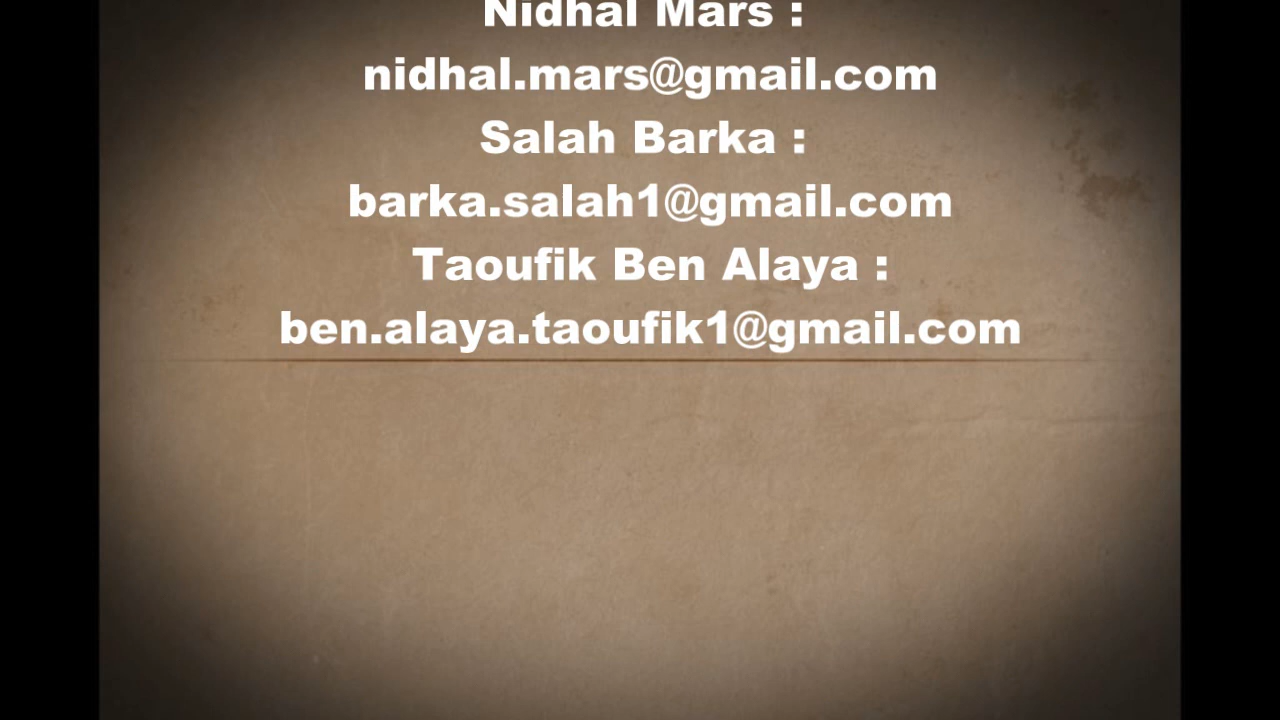 Nidhal Mars :
nidhal.mars@gmail.com
Salah Barka :
barka.salah1@gmail.com
Taoufik Ben Alaya :
ben.alaya.taoufik1@gmail.com